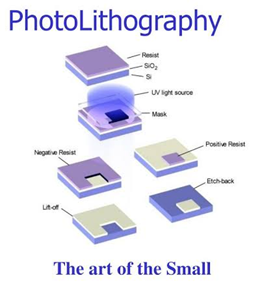 PhotoLithography
Resist
SiO2
Si
UV light source
Mask
Positive Resist
Negative Resist
Etch-back
Lift-off
The art of the Small